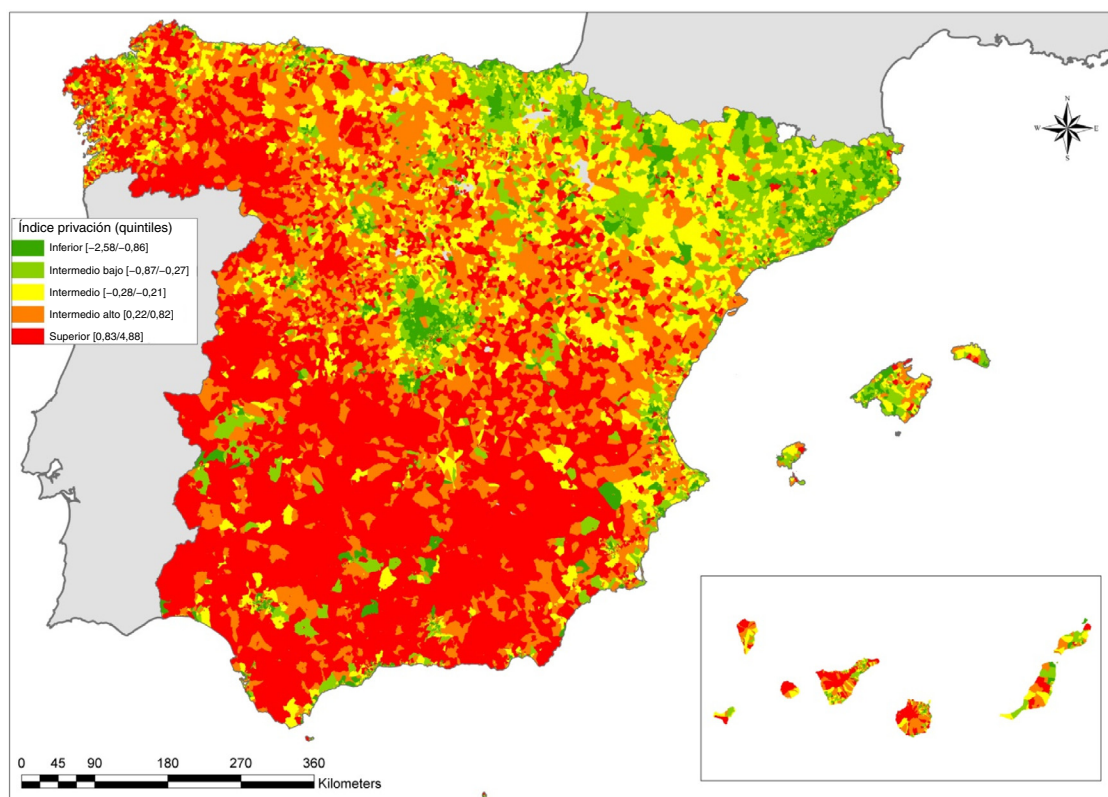 N
W E
S
Índice privación (quintiles)
Inferior [−2,58/−0,86]
Intermedio bajo [−0,87/−0,27]
Intermedio [−0,28/−0,21]
Intermedio alto [0,22/0,82]
Superior [0,83/4,88]
0 45 90 180 270 360
Kilometers